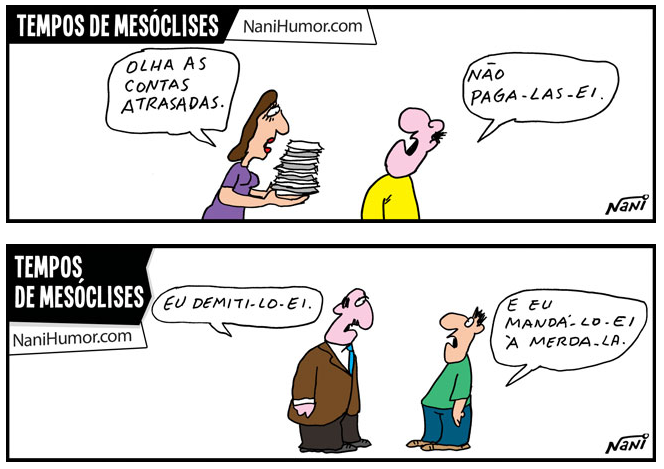 TEMPOS DE MESÓCLISES
NaniHumor.com
OLHA AS
CONTAS
ATRASADAS.
NÃO
PAGA-LAS-EI.
NANI
TEMPOS
DE MESÓCLISES
NaniHumor.com
EU DEMITI-LO-EI.
E EU
MANDÁ-LO-EI
À MERDA-LA.
NANI